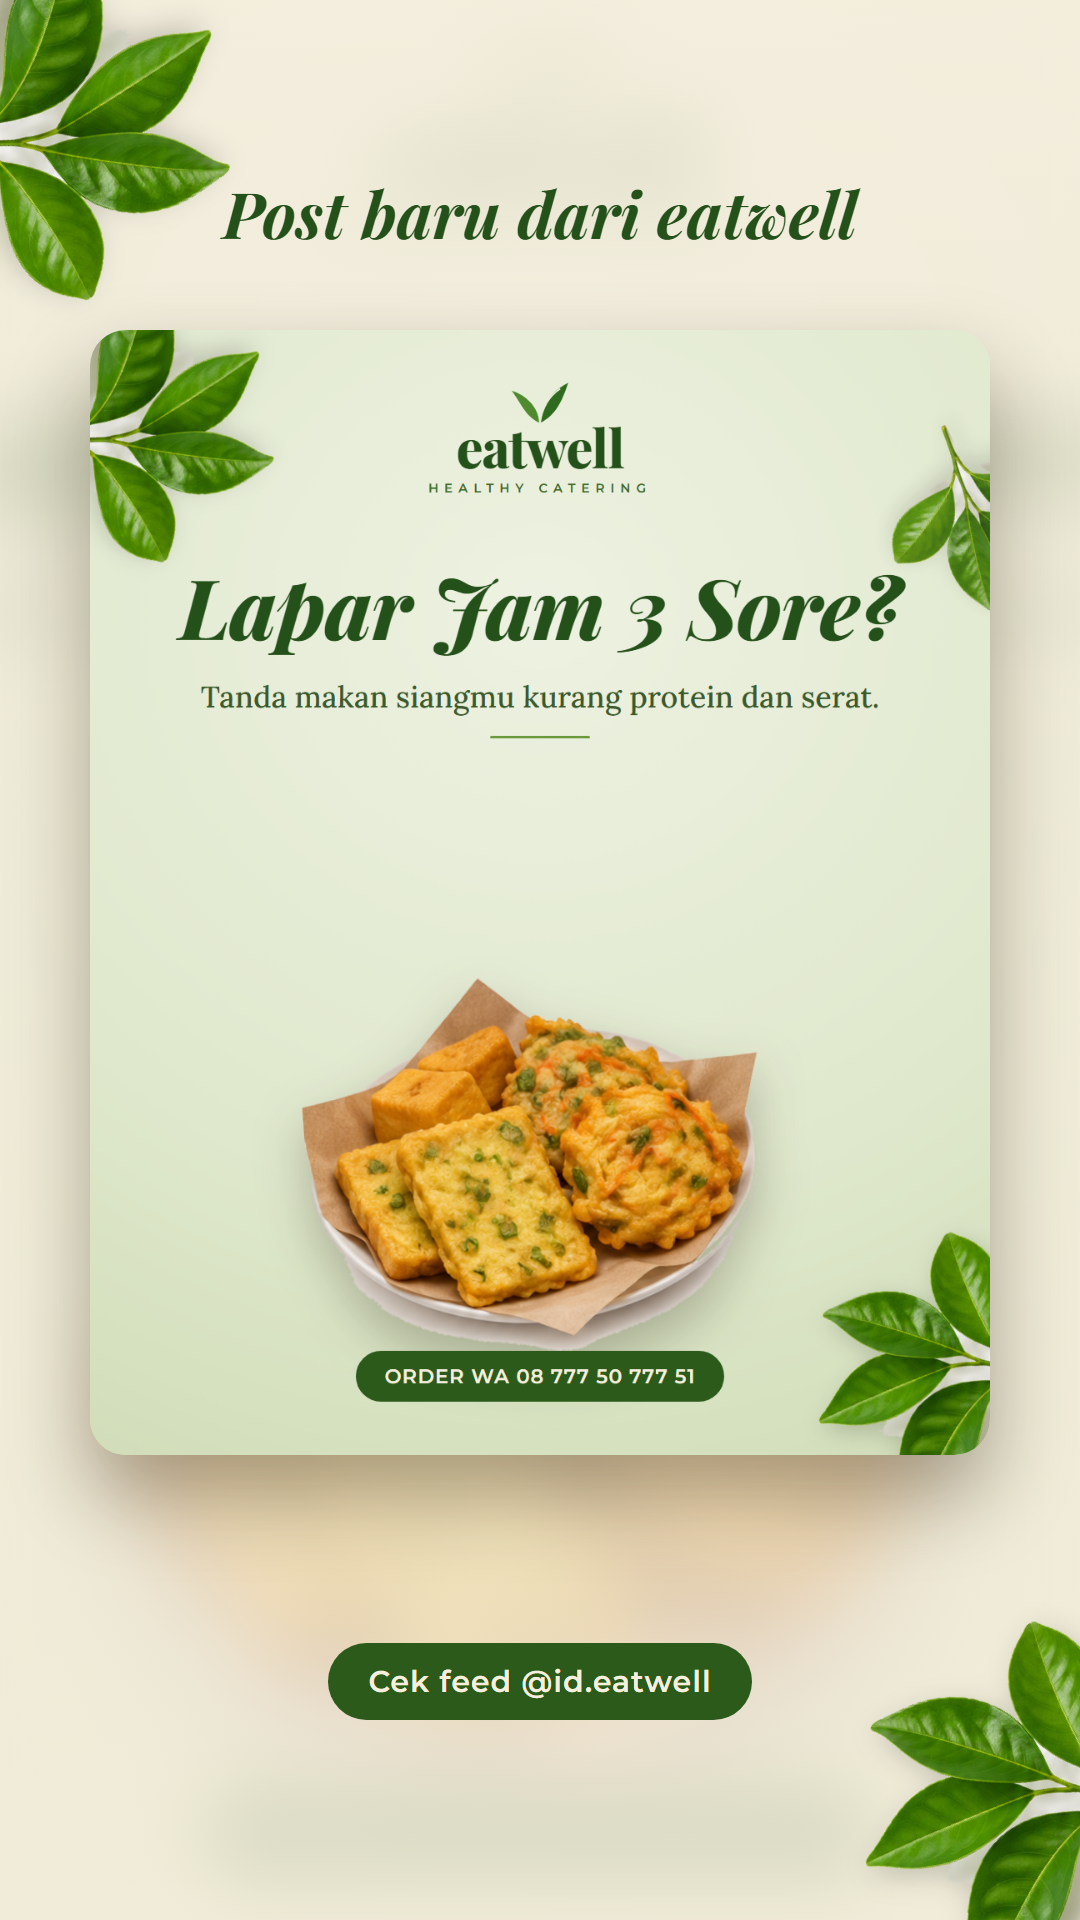 Post baru dari eatwell
eatwell
HEALTHY CATERING
Lapar Jam 3 Sore?
Tanda makan siangmu kurang protein dan serat.
ORDER WA 08 777 50 777 51
Cek feed @id.eatwell